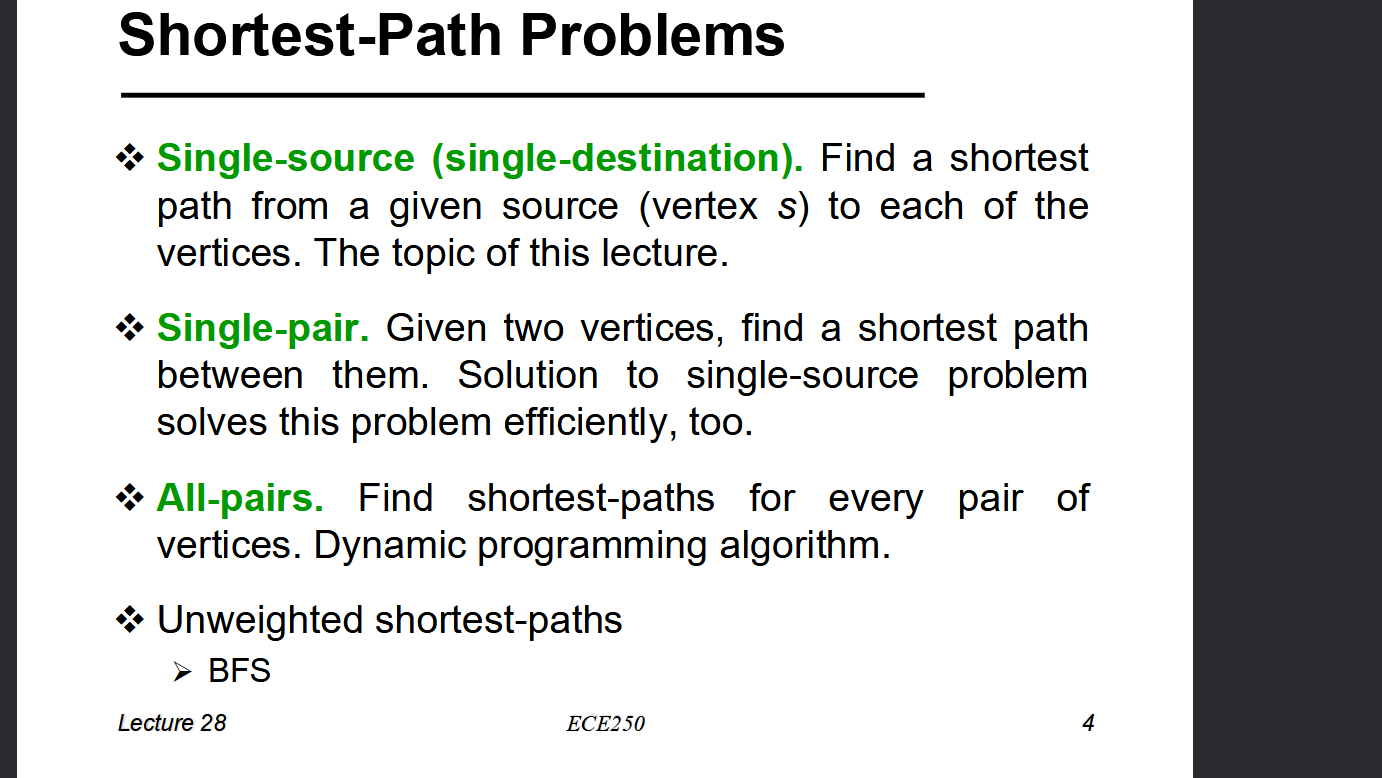 Shortest-Path Problems
Single-source (single-destination). Find a shortest
path from a given source (vertex s) to each of the
vertices. The topic of this lecture.
Single-pair. Given two vertices, find a shortest path
between them. Solution to single-source problem
solves this problem efficiently, too.
All-pairs. Find shortest-paths for every pair of
vertices. Dynamic programming algorithm.
Unweighted shortest-paths
BFS
Lecture 28 ECE250 4